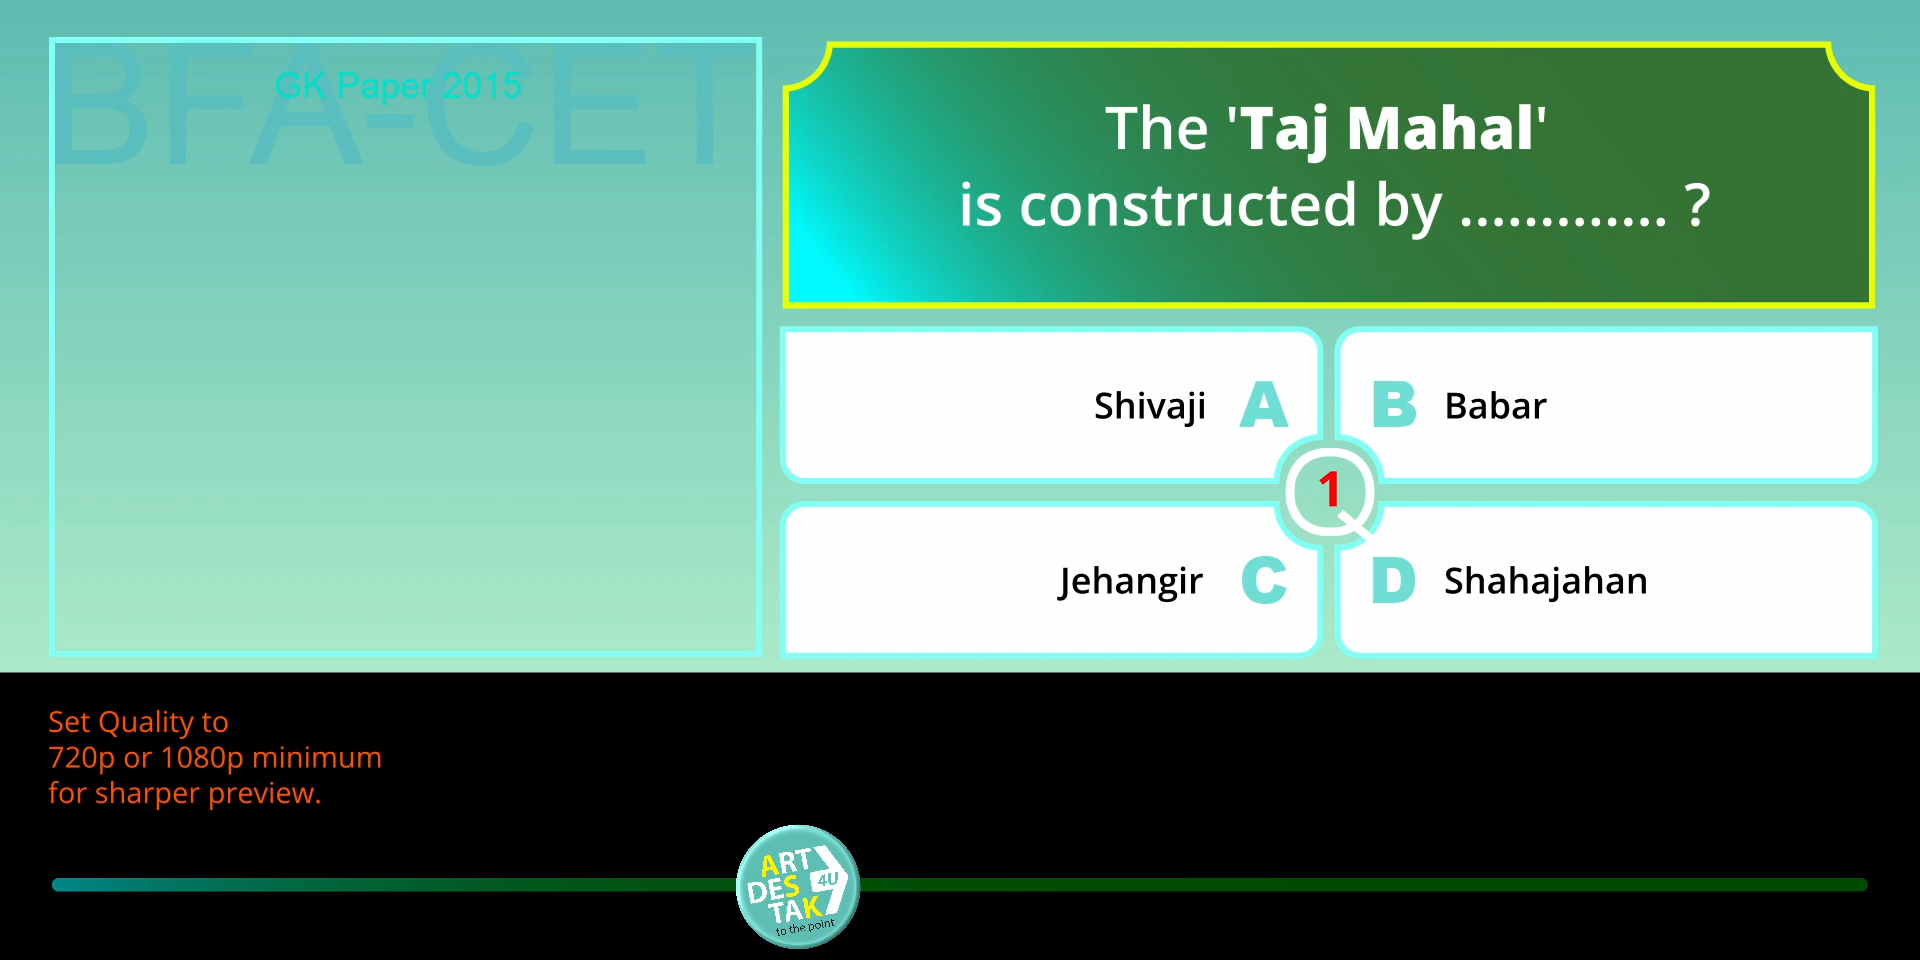 BFA-CET
GK Paper 2015
The 'Taj Mahal'
is constructed by ............. ?
Shivaji A
B Babar
Q
1
Jehangir C
D Shahajahan
Set Quality to
720p or 1080p minimum
for sharper preview.
ART
DES 4U
TAK
to the point